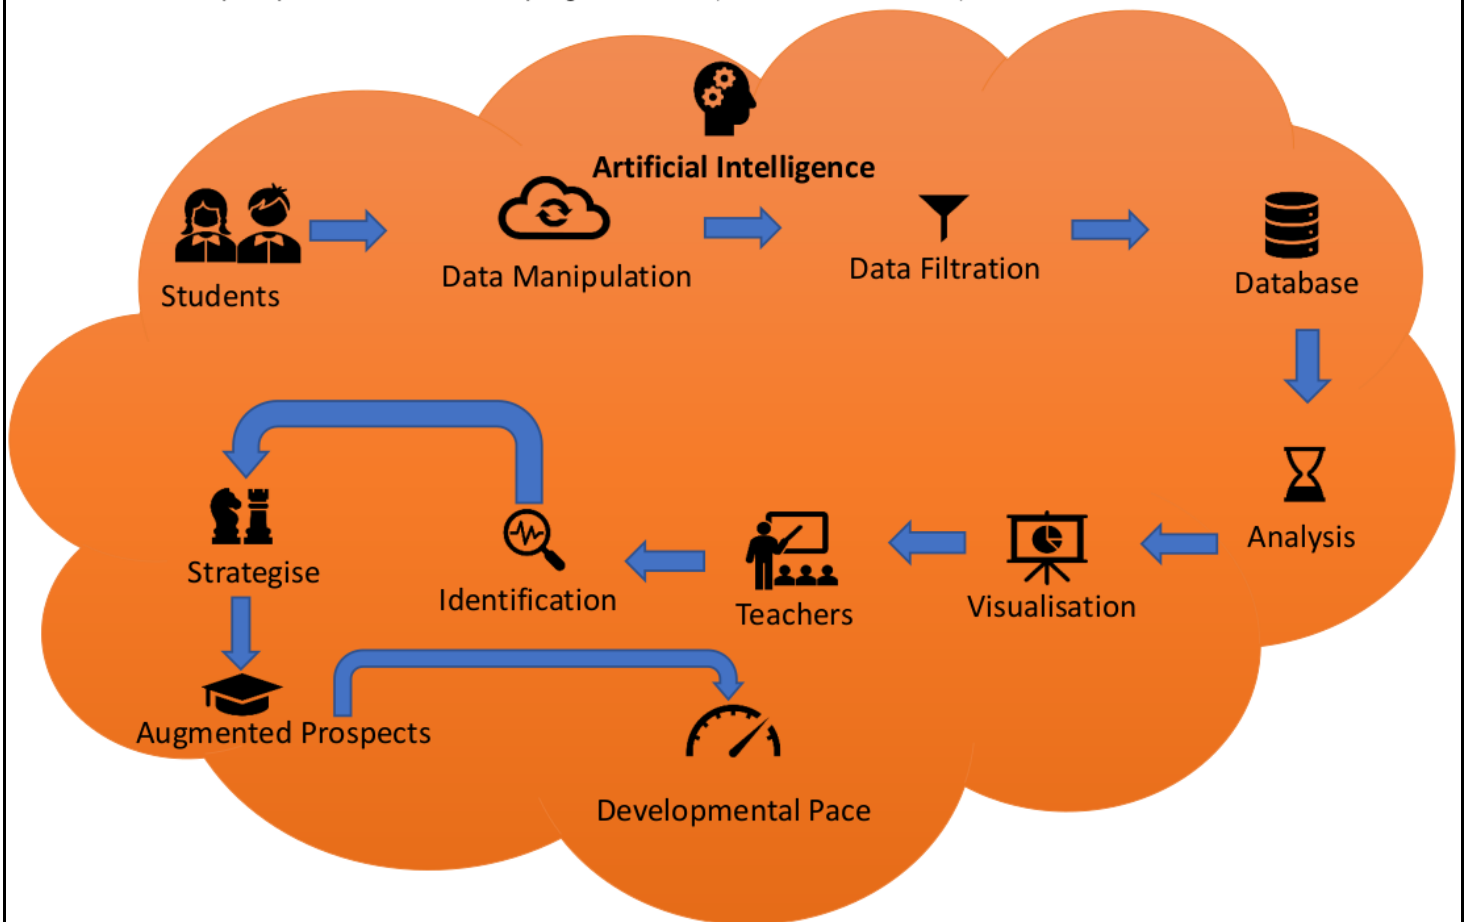 Artificial Intelligence
Students
Data Manipulation
Data Filtration
Database
Analysis
Visualisation
Teachers
Identification
Strategise
Augmented Prospects
Developmental Pace